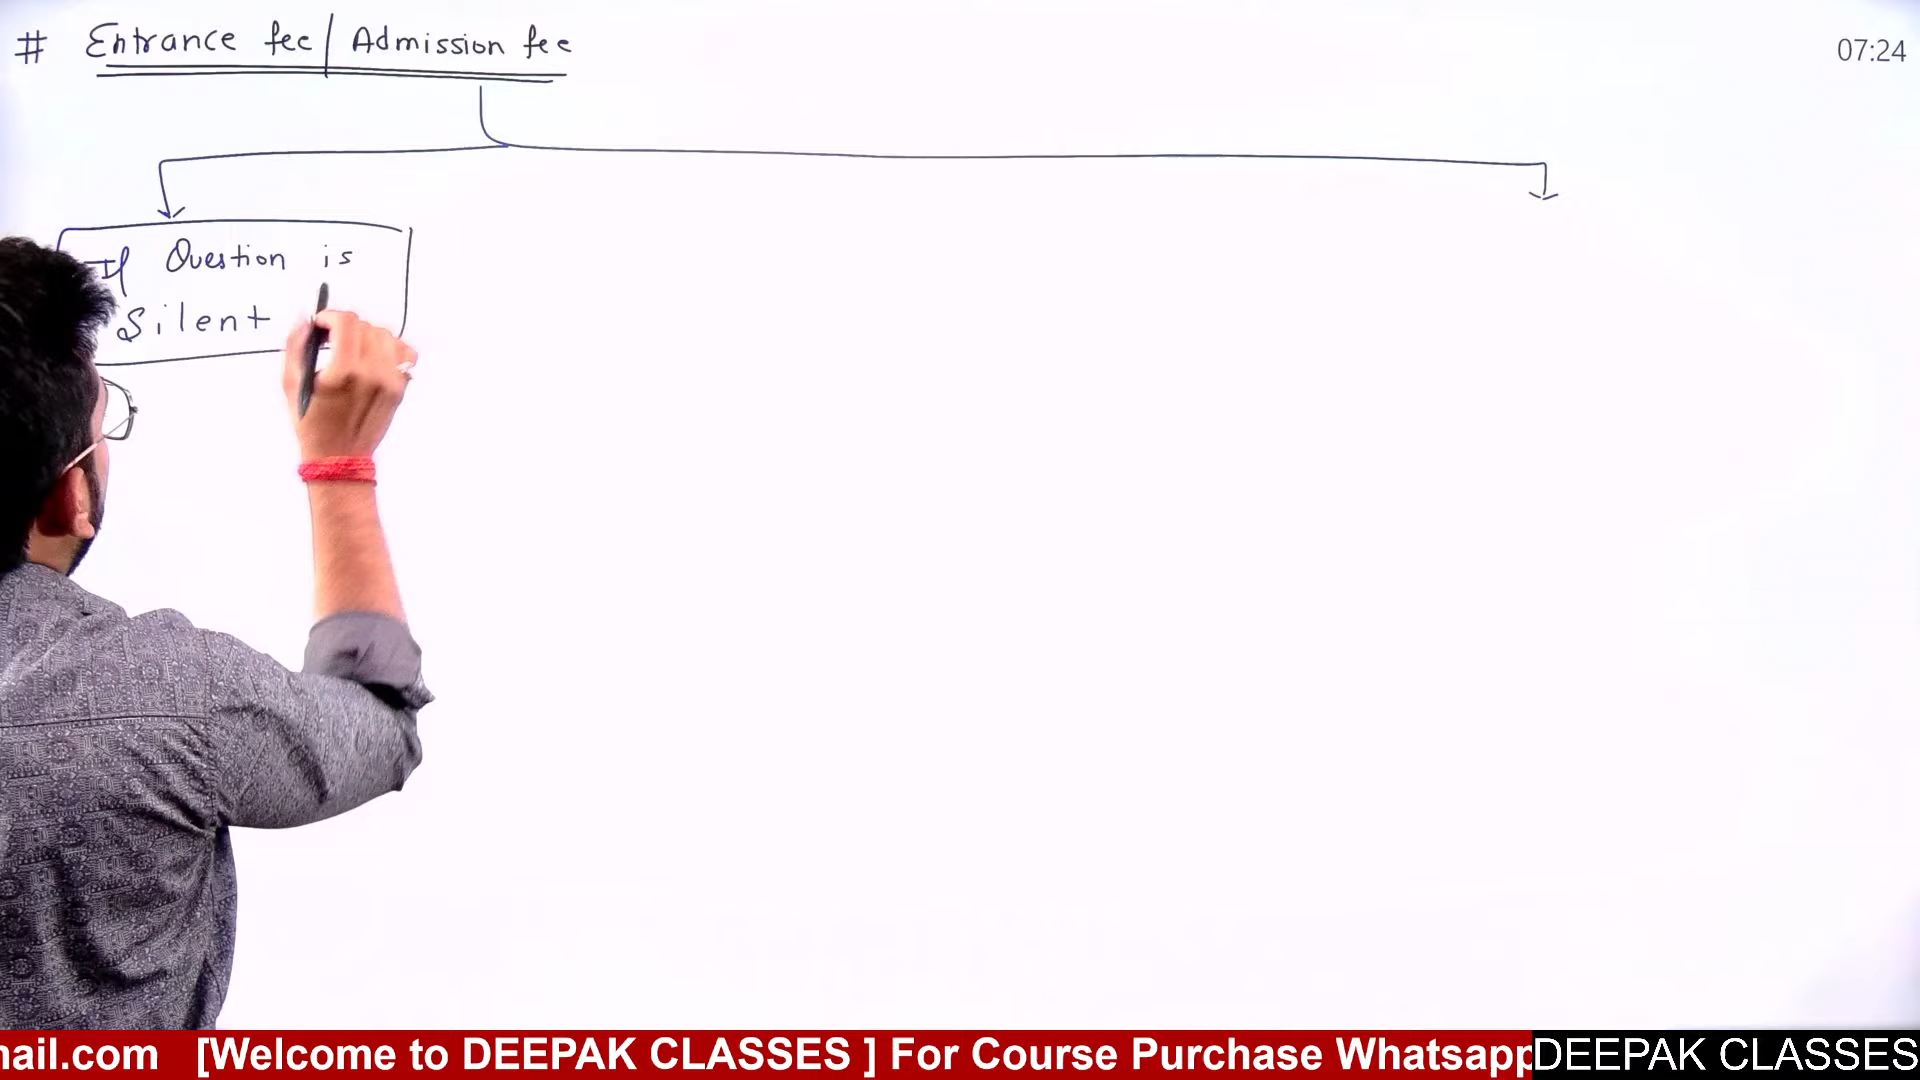 # Entrance fee/Admission fee
07:24
If Question is
Silent
ail.com [Welcome to DEEPAK CLASSES ] For Course Purchase Whatsapp
DEEPAK CLASSES